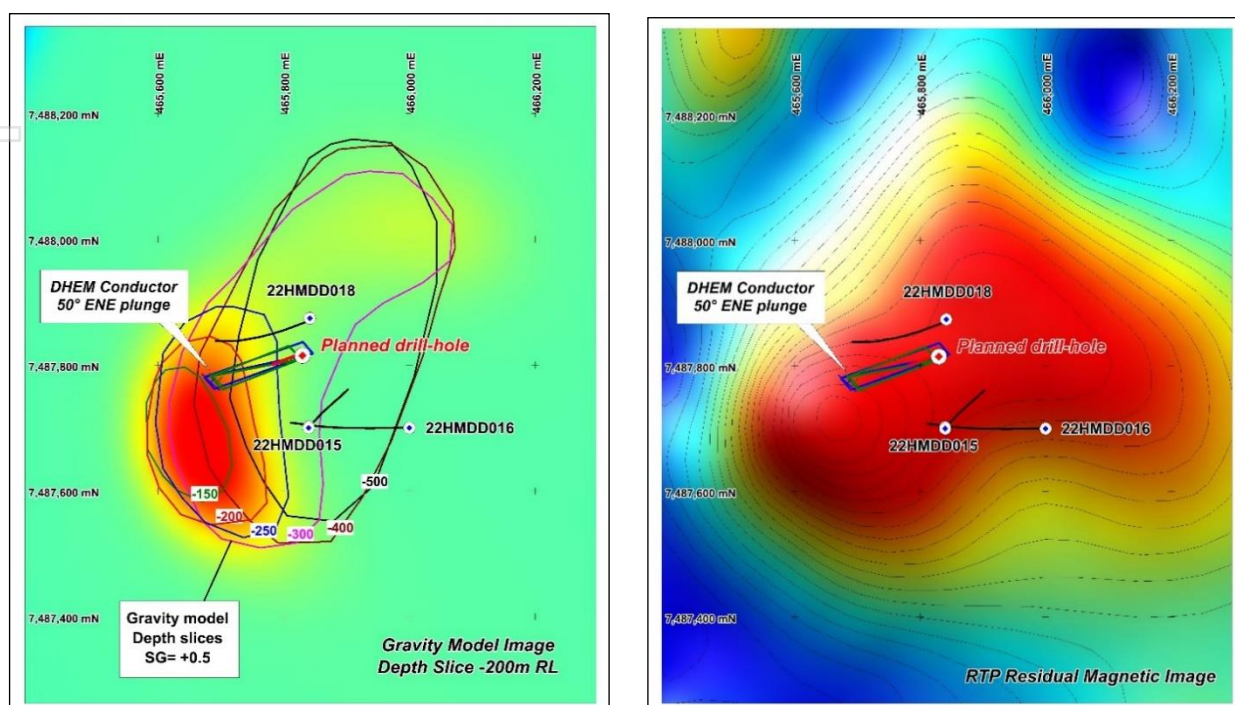 465,600 mE
465,800 mE
466,000 mE
466,200 mE
7,488,200 mN
7,488,000 mN
DHEM Conductor
50° ENE plunge
22HMDD018
Planned drill-hole
7,487,800 mN
22HMDD015
22HMDD016
-150
-200
-250
-300
-400
-500
7,487,600 mN
7,487,400 mN
Gravity model
Depth slices
SG= +0.5
Gravity Model Image
Depth Slice -200m RL
465,600 mE
465,800 mE
466,000 mE
466,200 mE
7,488,200 mN
7,488,000 mN
DHEM Conductor
50° ENE plunge
22HMDD018
Planned drill-hole
7,487,800 mN
22HMDD015
22HMDD016
7,487,600 mN
7,487,400 mN
RTP Residual Magnetic Image